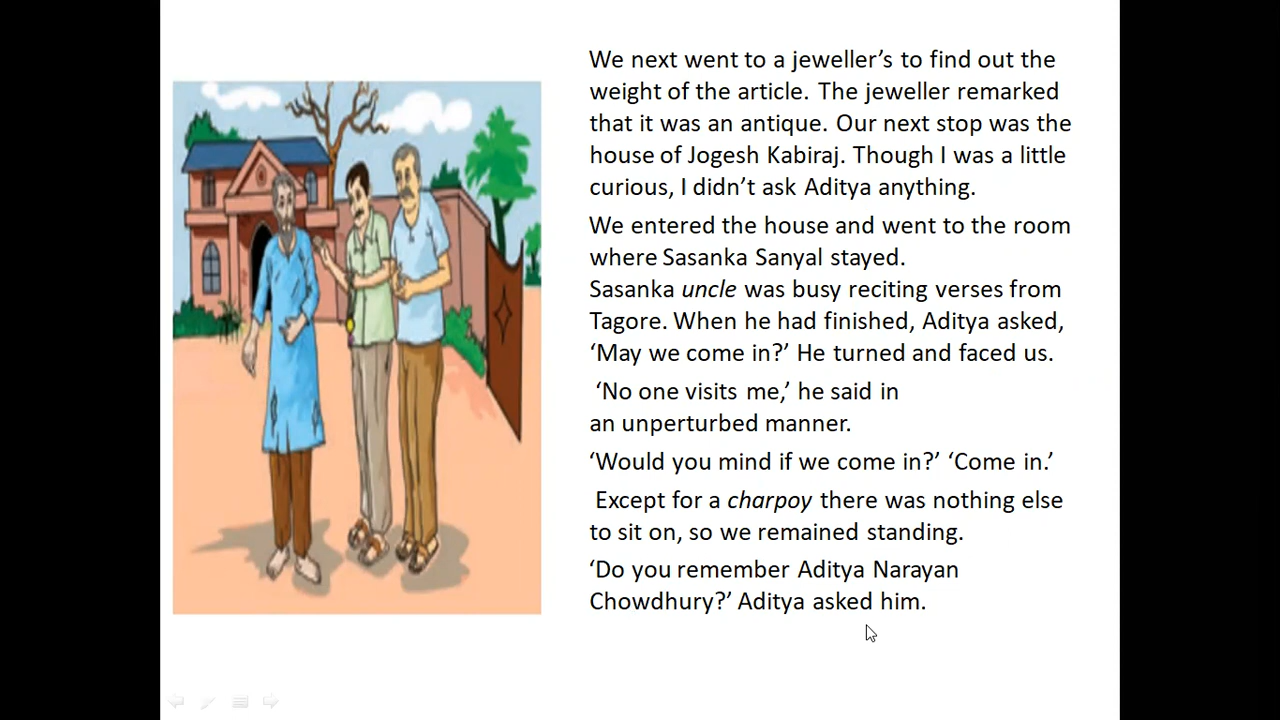 We next went to a jeweller’s to find out the
weight of the article. The jeweller remarked
that it was an antique. Our next stop was the
house of Jogesh Kabiraj. Though I was a little
curious, I didn’t ask Aditya anything.
We entered the house and went to the room
where Sasanka Sanyal stayed.
Sasanka uncle was busy reciting verses from
Tagore. When he had finished, Aditya asked,
‘May we come in?’ He turned and faced us.
‘No one visits me,’ he said in
an unperturbed manner.
‘Would you mind if we come in?’ ‘Come in.’
Except for a charpoy there was nothing else
to sit on, so we remained standing.
‘Do you remember Aditya Narayan
Chowdhury?’ Aditya asked him.